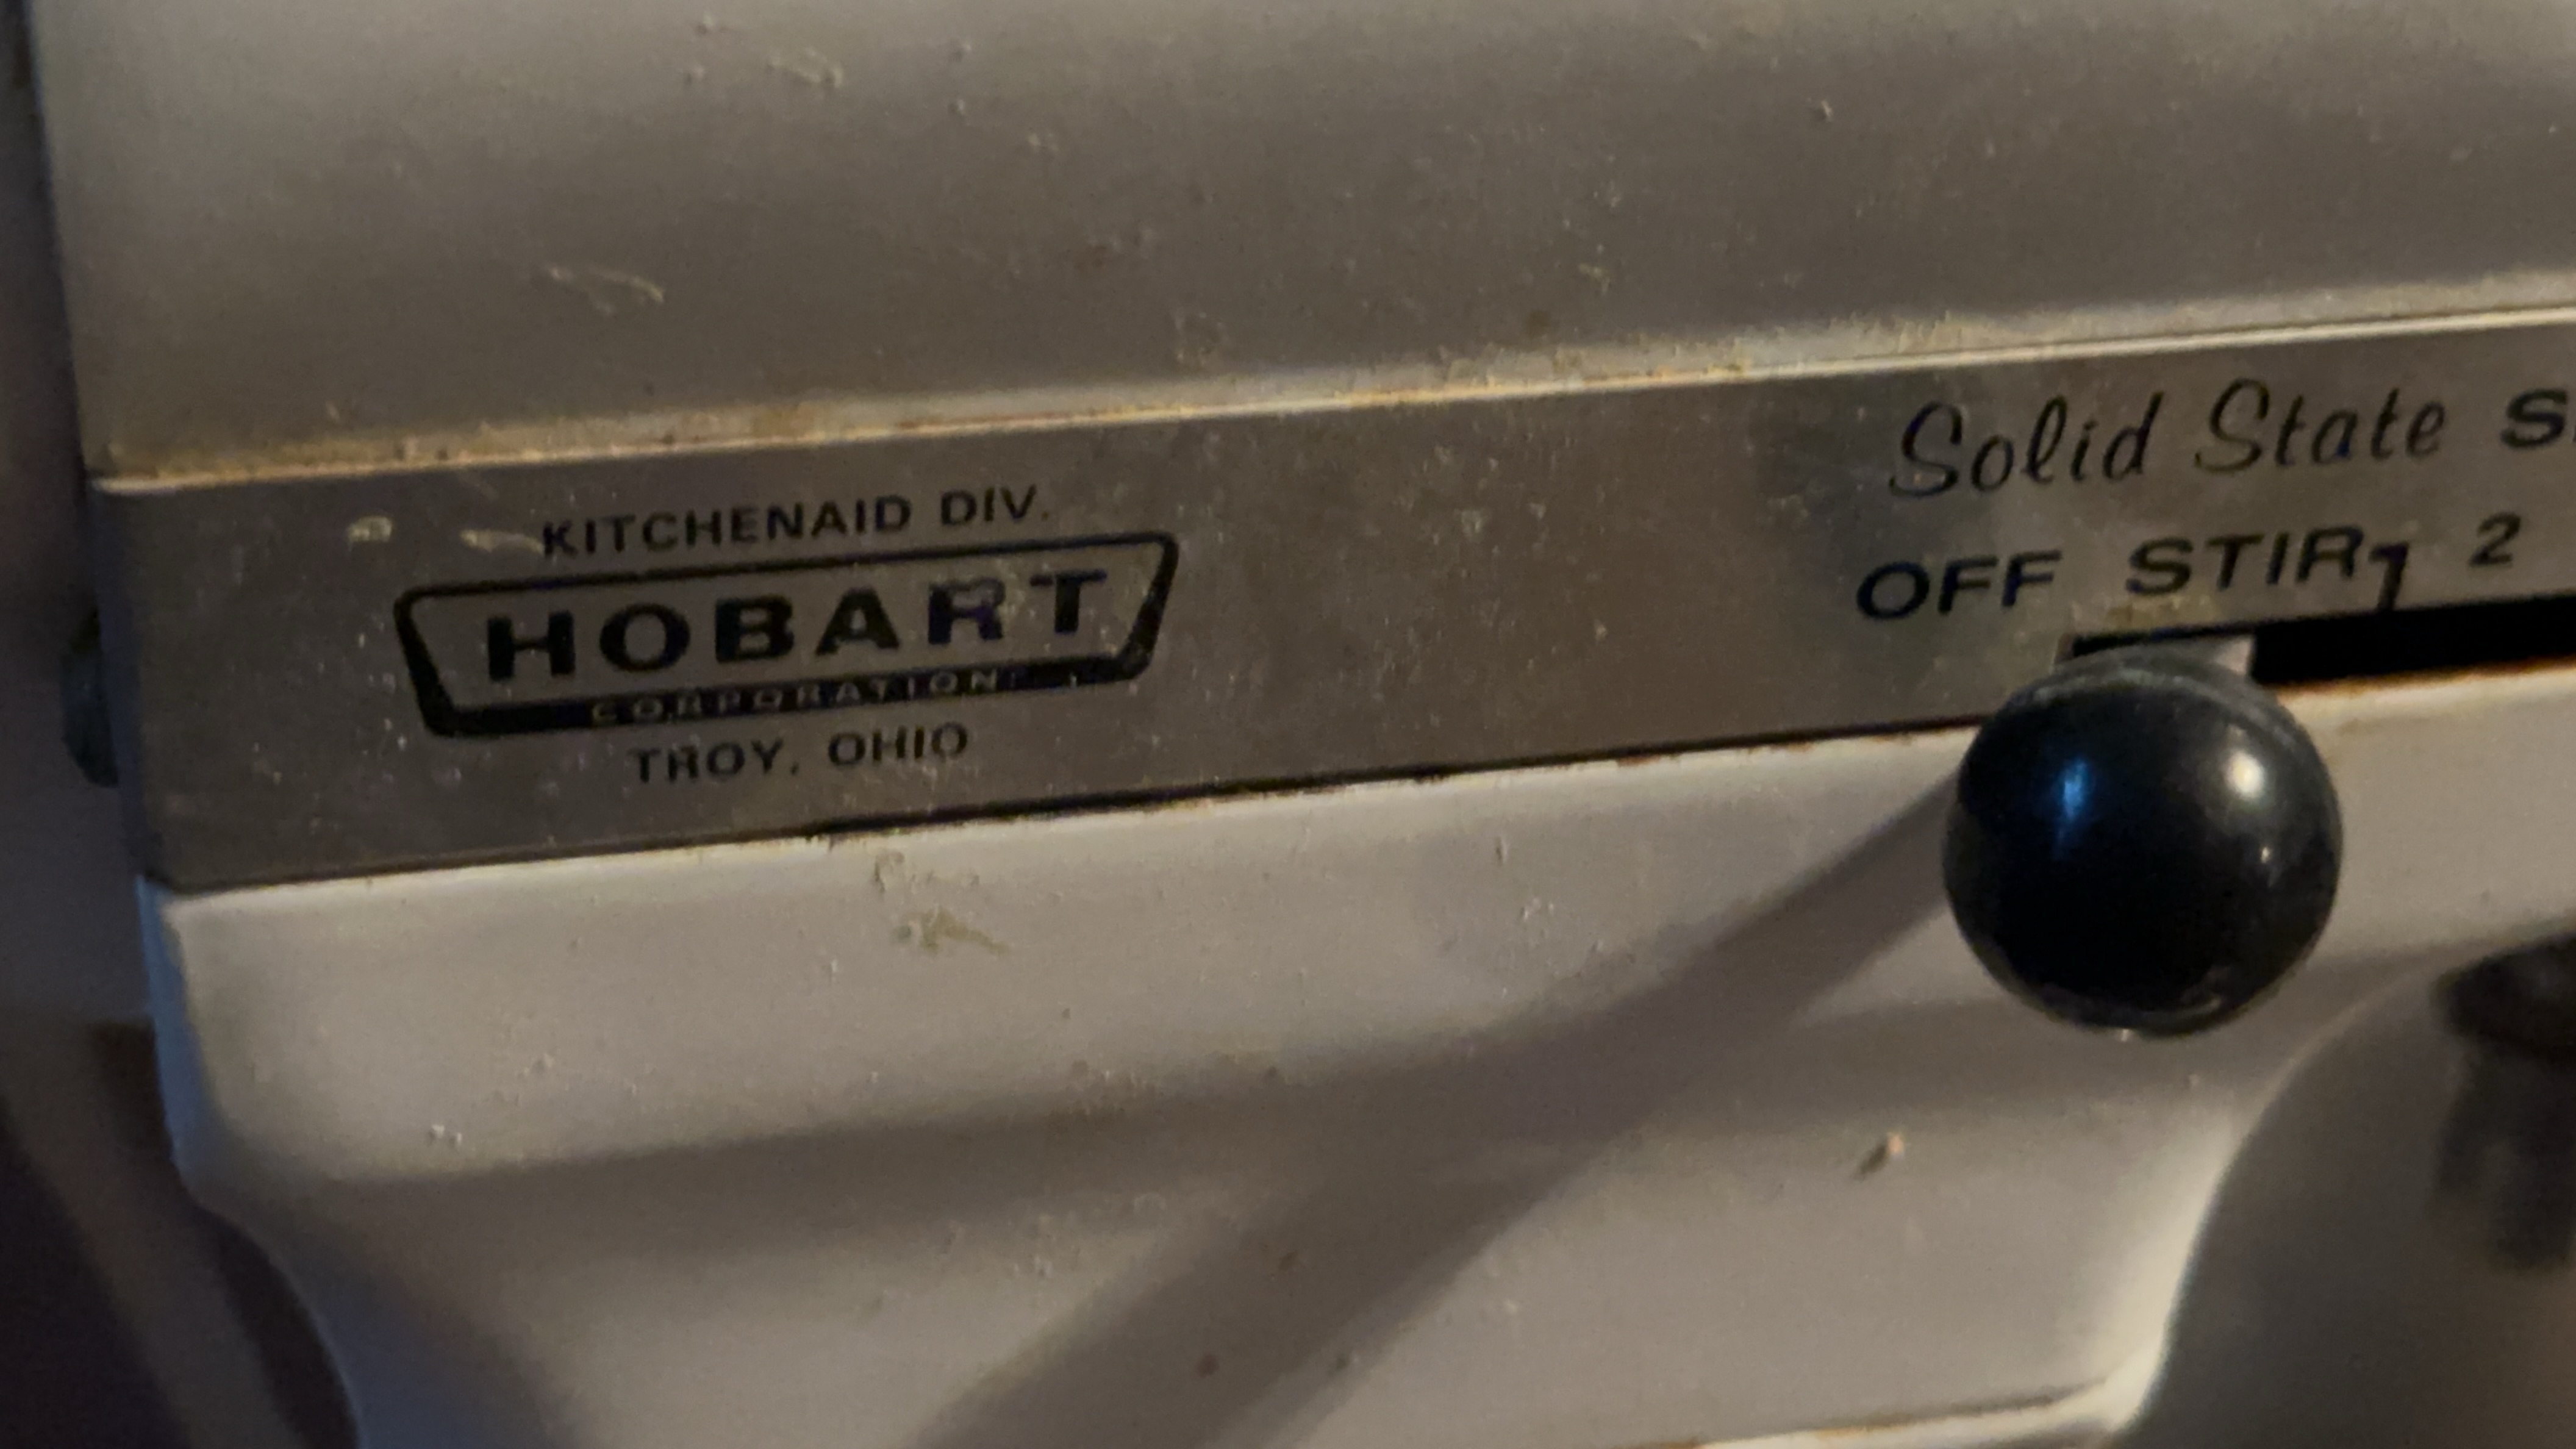 KITCHENAID DIV.
HOBART
CORPORATION
TROY, OHIO
Solid State
OFF STIR 1 2